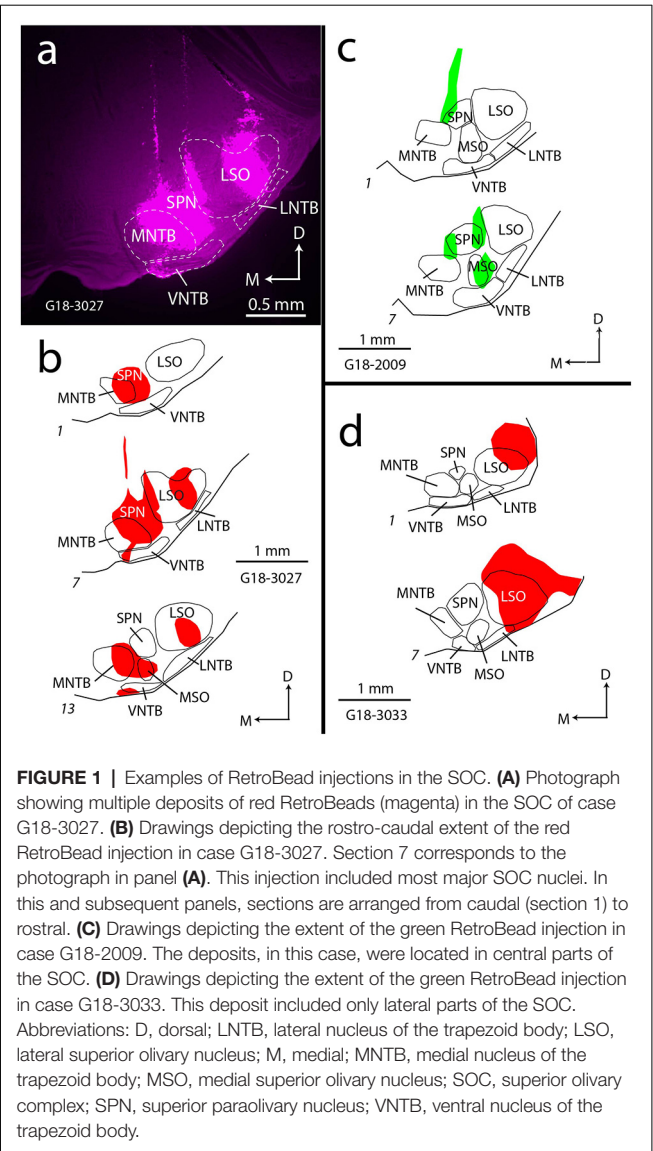 a
LSO
SPN
LNTB
MNTB
D
M
VNTB
G18-3027
0.5 mm
b
LSO
SPN
MNTB
VNTB
1
LSO
SPN
LNTB
MNTB
VNTB
1 mm
7
G18-3027
SPN
LSO
LNTB
MNTB
MSO
VNTB
D
13
M
c
SPN
LSO
MSO
MNTB
LNTB
VNTB
1
SPN
LSO
MSO
MNTB
LNTB
VNTB
7
1 mm
D
G18-2009
M
d
SPN
MNTB
LSO
LNTB
1
VNTB
MSO
MNTB
SPN
LSO
LNTB
7
VNTB
MSO
1 mm
D
G18-3033
M
FIGURE 1 | Examples of RetroBead injections in the SOC. (A) Photograph
showing multiple deposits of red RetroBeads (magenta) in the SOC of case
G18-3027. (B) Drawings depicting the rostro-caudal extent of the red
RetroBead injection in case G18-3027. Section 7 corresponds to the
photograph in panel (A). This injection included most major SOC nuclei. In
this and subsequent panels, sections are arranged from caudal (section 1) to
rostral. (C) Drawings depicting the extent of the green RetroBead injection in
case G18-2009. The deposits, in this case, were located in central parts of
the SOC. (D) Drawings depicting the extent of the green RetroBead injection
in case G18-3033. This deposit included only lateral parts of the SOC.
Abbreviations: D, dorsal; LNTB, lateral nucleus of the trapezoid body; LSO,
lateral superior olivary nucleus; M, medial; MNTB, medial nucleus of the
trapezoid body; MSO, medial superior olivary nucleus; SOC, superior olivary
complex; SPN, superior paraolivary nucleus; VNTB, ventral nucleus of the
trapezoid body.